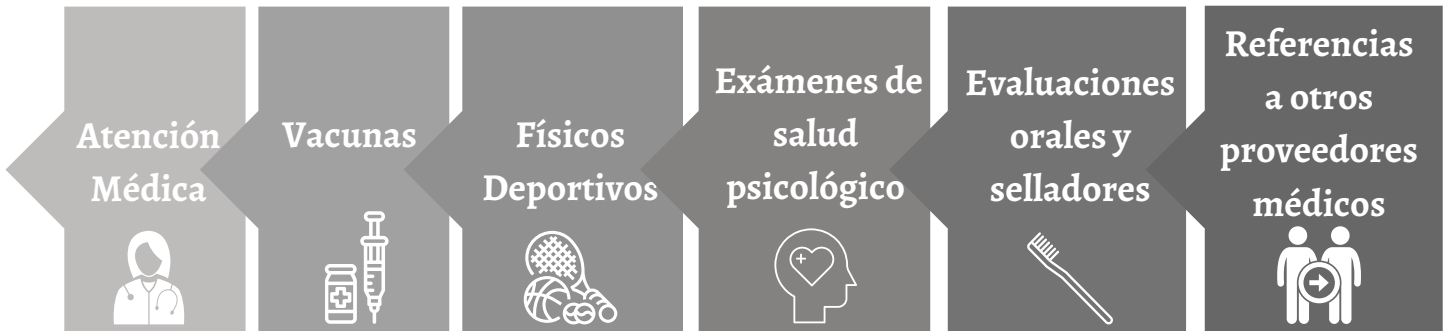 Atención
Médica
Vacunas
Físicos
Deportivos
Exámenes de
salud
psicológico
Evaluaciones
orales y
selladores
Referencias
a otros
proveedores
médicos